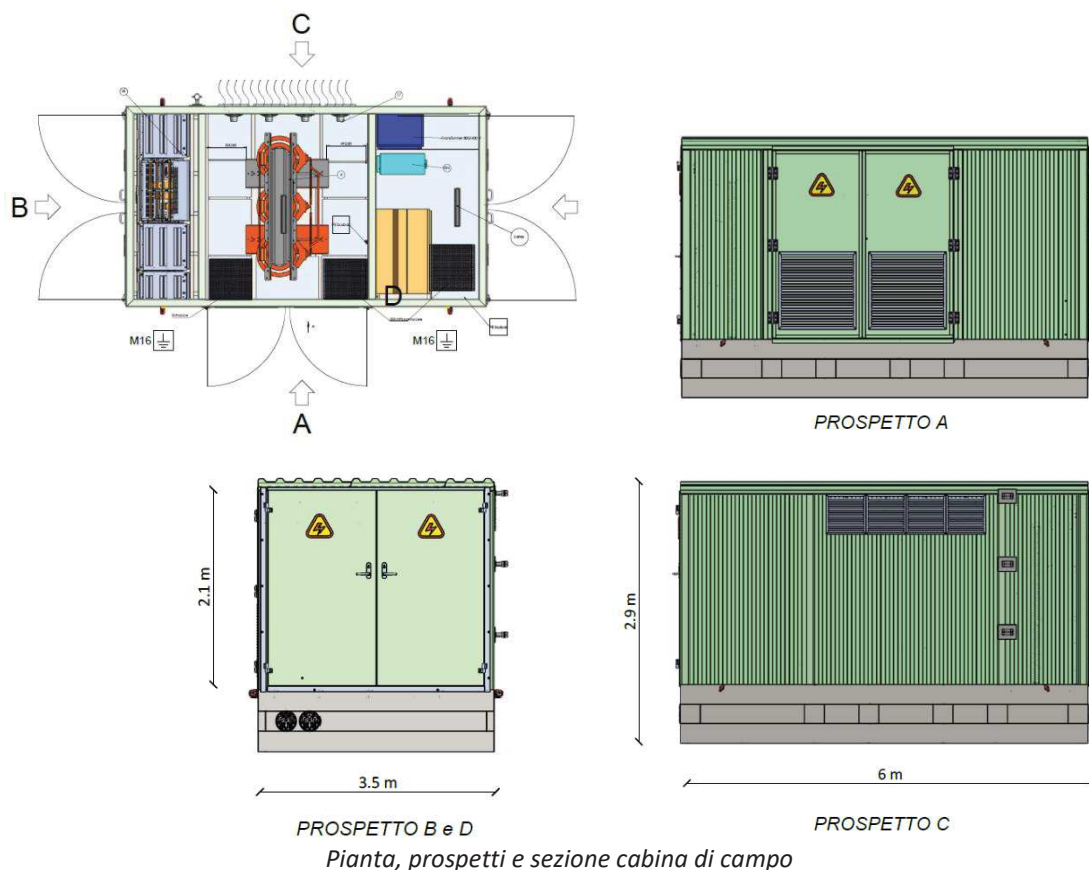 C
B
D
M16
M16
A
PROSPETTO A
2.1 m
3.5 m
PROSPETTO B e D
2.9 m
6 m
PROSPETTO C
Pianta, prospetti e sezione cabina di campo